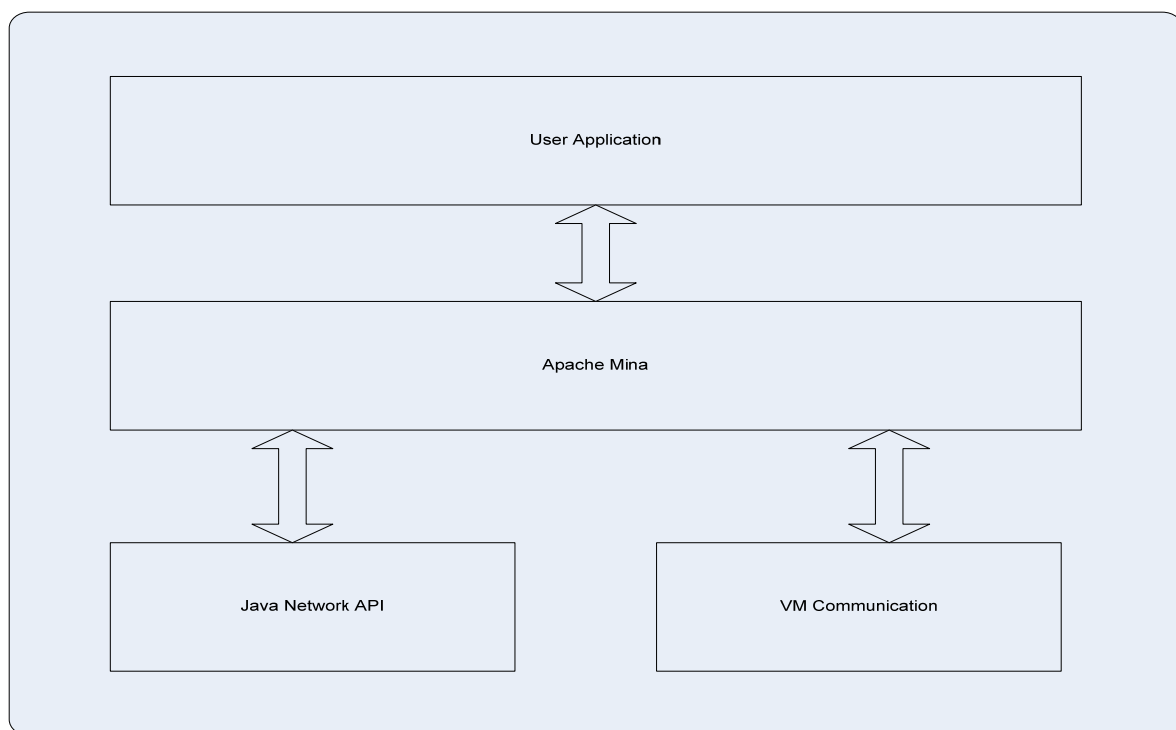 User Application
Apache Mina
Java Network API
VM Communication